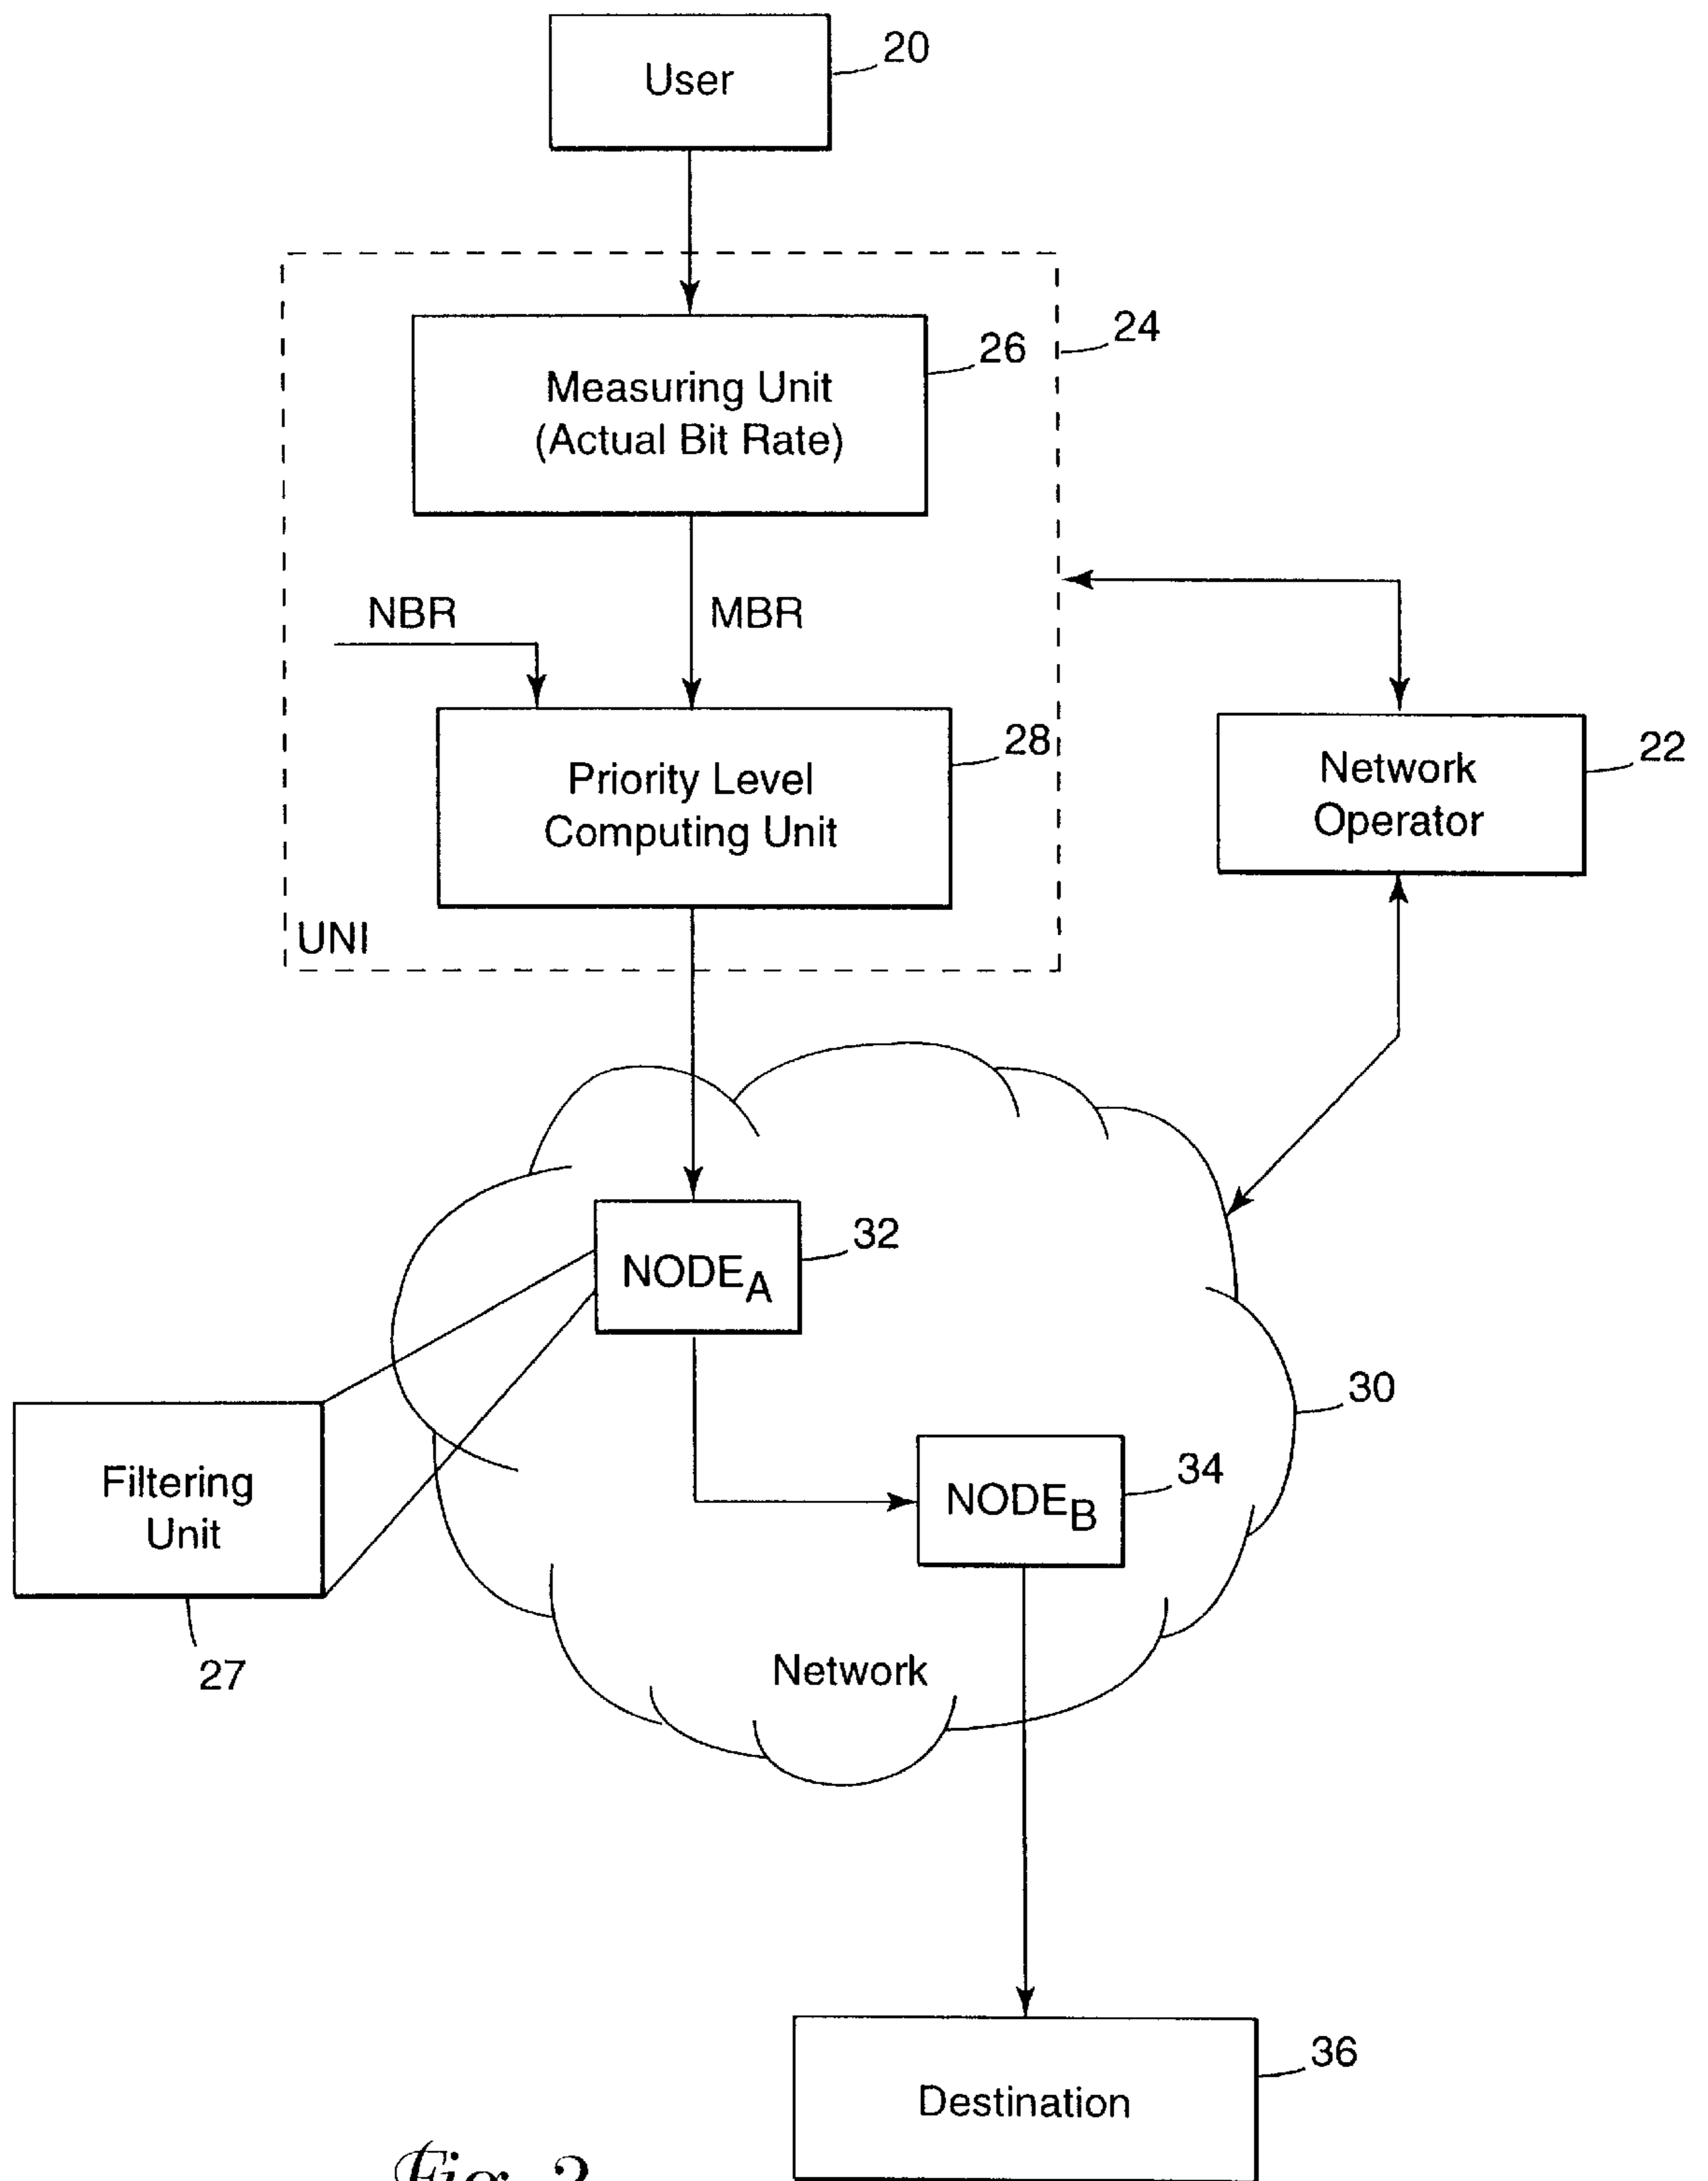 User
20
24
26
Measuring Unit
(Actual Bit Rate)
NBR
MBR
28
Priority Level
Computing Unit
22
Network
Operator
UNI
32
NODEA
30
34
NODEB
Filtering
Unit
27
Network
36
Destination